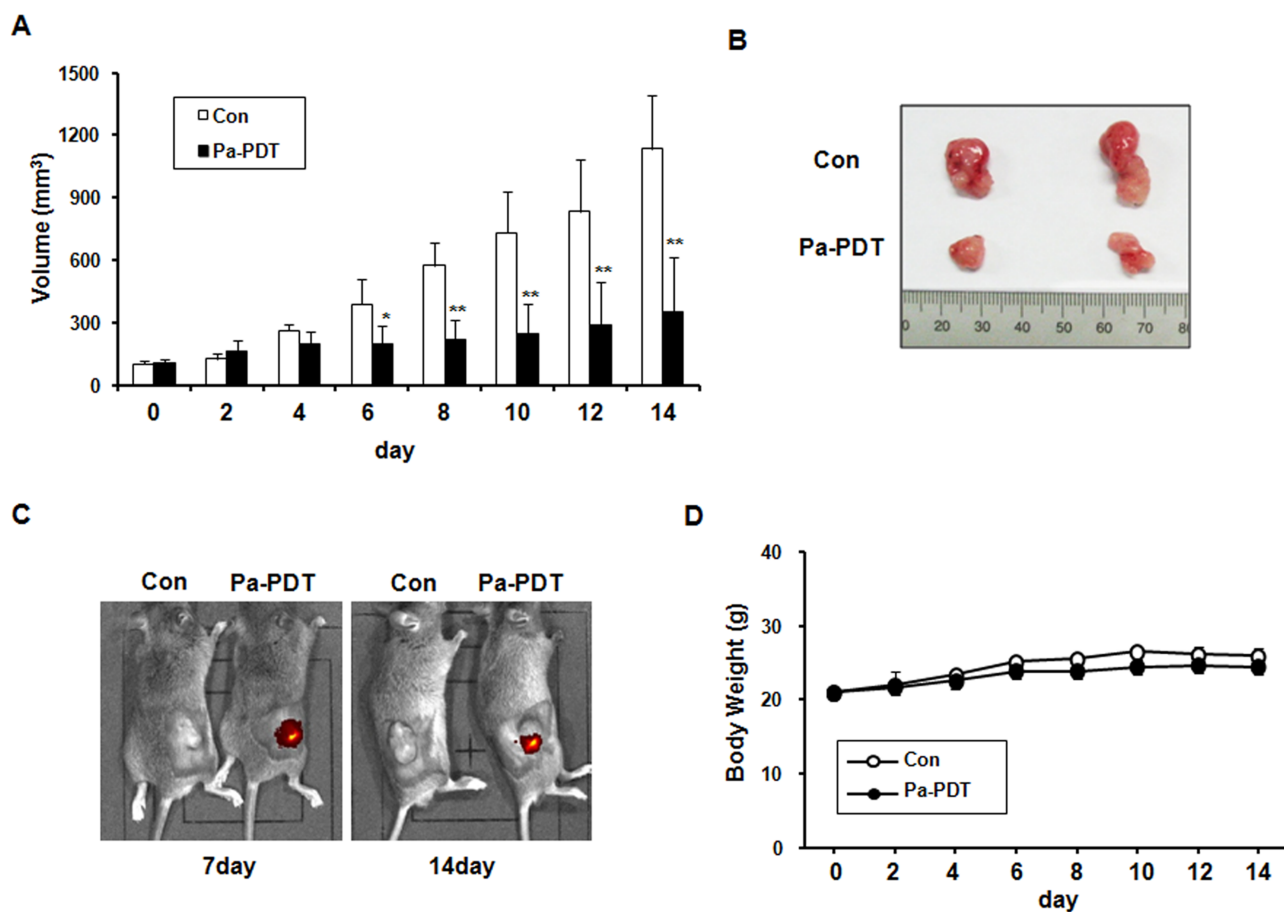 A
Volume (mm³)
1500
1200
900
600
300
0
Con
Pa-PDT
*
**
**
**
**
0 2 4 6 8 10 12 14
day
B
Con
Pa-PDT
0 20 30 40 50 60 70 80
C
Con Pa-PDT Con Pa-PDT
7day 14day
D
Body Weight (g)
40
30
20
10
0
Con
Pa-PDT
0 2 4 6 8 10 12 14
day